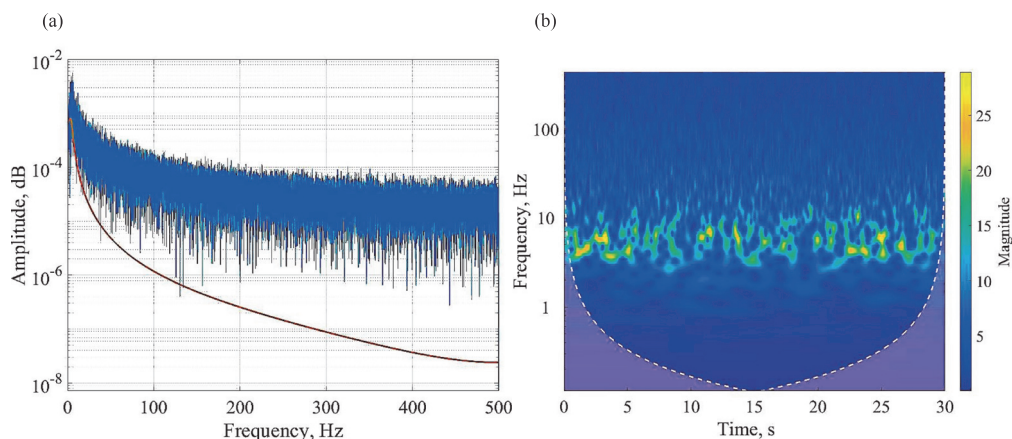 (a)
(b)
10⁻²
10⁻⁴
10⁻⁶
10⁻⁸
Amplitude, dB
0 100 200 300 400 500
Frequency, Hz
100
10
1
Frequency, Hz
0 5 10 15 20 25 30
Time, s
25
20
15
10
5
Magnitude